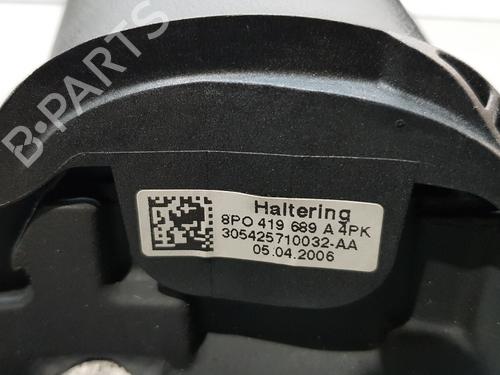 B-PARTS
Haltering
8PO 419 689 A 4PK
305425710032-AA
05.04.2006